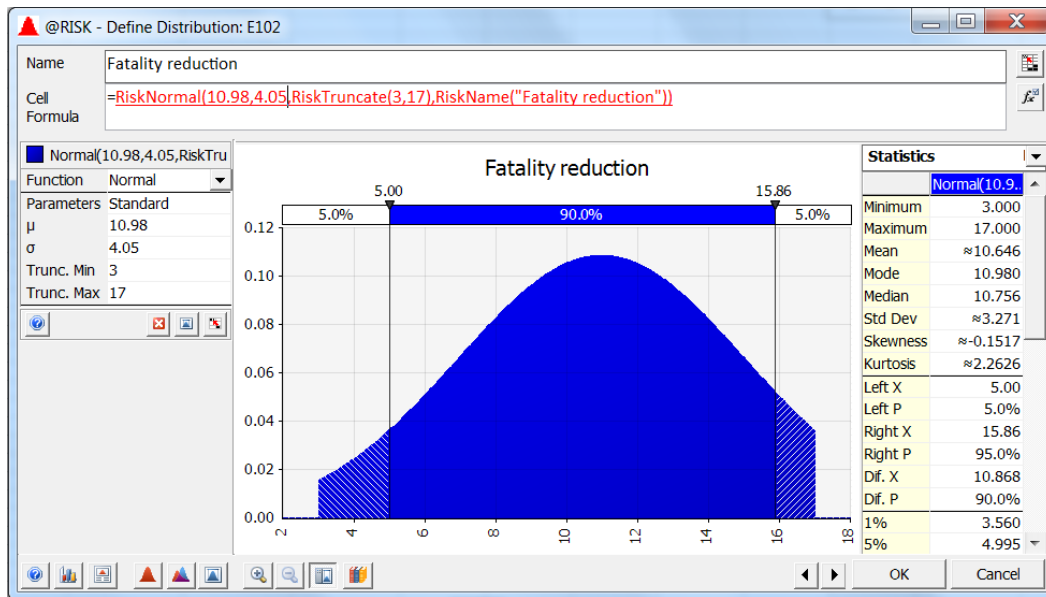 @RISK - Define Distribution: E102
Name
Fatality reduction
Cell Formula
=RiskNormal(10.98,4.05,RiskTruncate(3,17),RiskName("Fatality reduction"))
Normal(10.98,4.05,RiskTru
Function Normal
Parameters Standard
μ 10.98
σ 4.05
Trunc. Min 3
Trunc. Max 17
Fatality reduction
5.00 15.86
5.0% 90.0% 5.0%
0.12
0.10
0.08
0.06
0.04
0.02
0.00
2 4 6 8 10 12 14 16 18
Statistics
Normal(10.9..
Minimum 3.000
Maximum 17.000
Mean ≈10.646
Mode 10.980
Median 10.756
Std Dev ≈3.271
Skewness ≈-0.1517
Kurtosis ≈2.2626
Left X 5.00
Left P 5.0%
Right X 15.86
Right P 95.0%
Dif. X 10.868
Dif. P 90.0%
1% 3.560
5% 4.995
OK Cancel